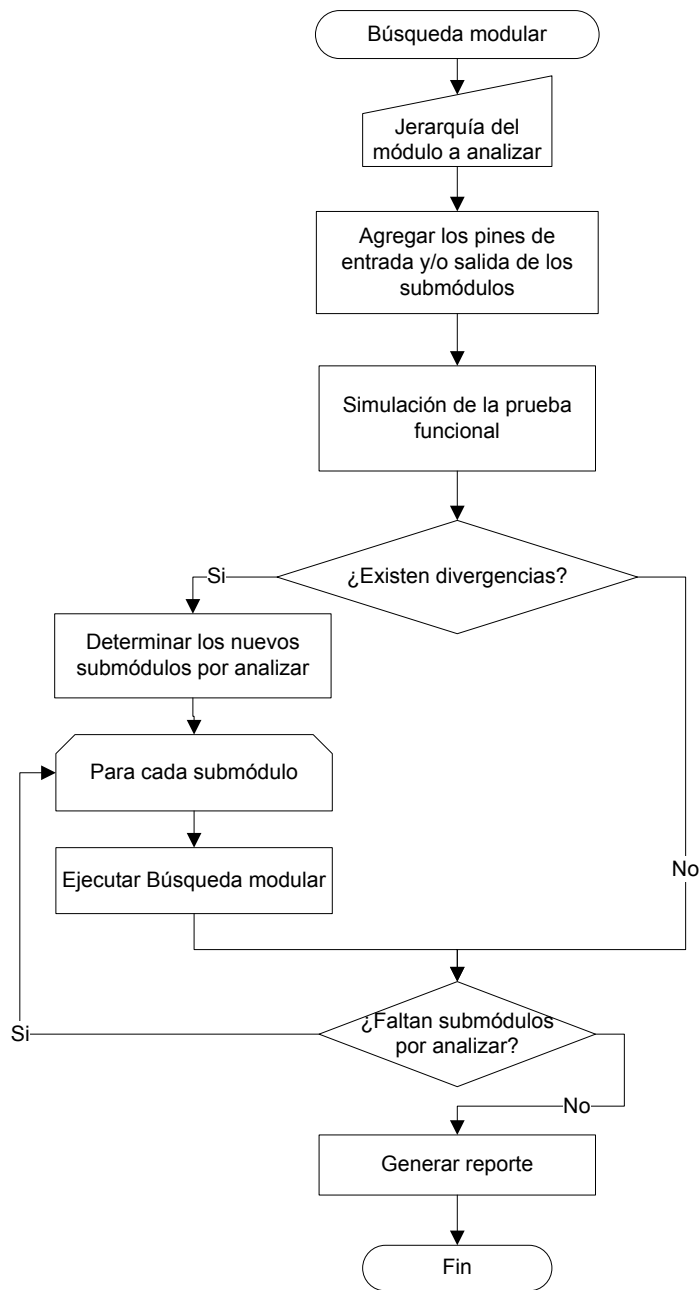 Búsqueda modular
Jerarquía del
módulo a analizar
Agregar los pines de
entrada y/o salida de los
submódulos
Simulación de la prueba
funcional
¿Existen divergencias?
Si
Determinar los nuevos
submódulos por analizar
Para cada submódulo
Ejecutar Búsqueda modular
No
¿Faltan submódulos
por analizar?
Si
No
Generar reporte
Fin